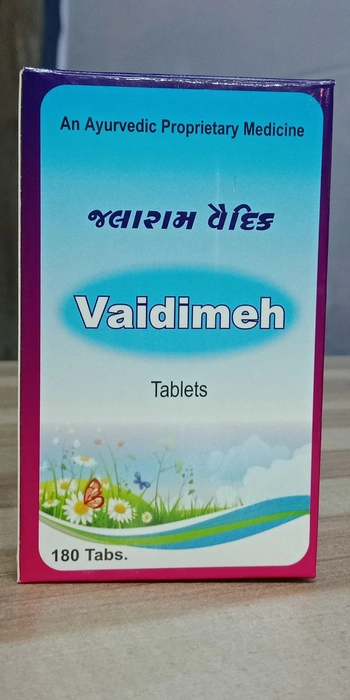 An Ayurvedic Proprietary Medicine
જલારામ વૈદિક
Vaidimeh
Tablets
180 Tabs.